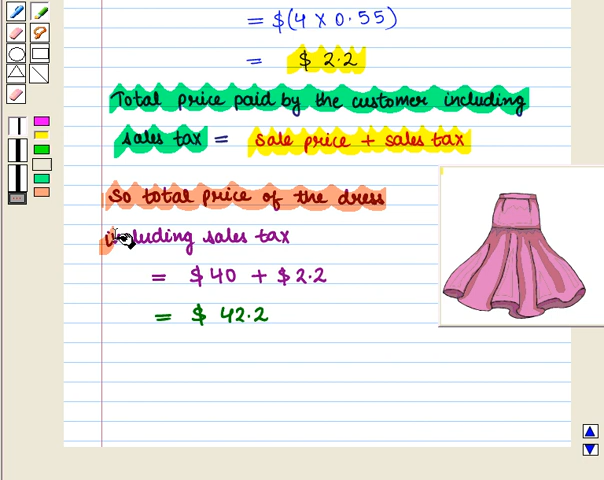 = $(4 × 0.55)
= $ 2.2
Total price paid by the customer including
sales tax = sale price + sales tax
So total price of the dress
including sales tax
= $40 + $2.2
= $ 42.2